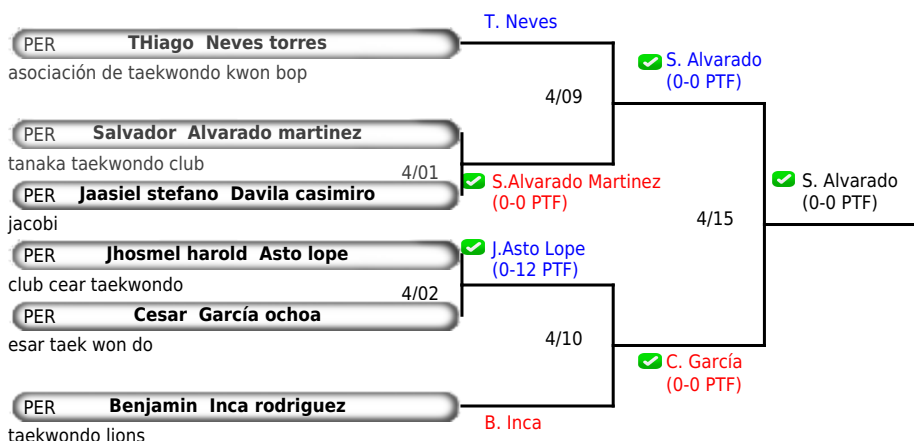 T. Neves
PER THiago Neves torres
asociación de taekwondo kwon bop
S. Alvarado
(0-0 PTF)
4/09
PER Salvador Alvarado martinez
tanaka taekwondo club
4/01
S.Alvarado Martinez
(0-0 PTF)
PER Jaasiel stefano Davila casimiro
jacobi
S. Alvarado
(0-0 PTF)
4/15
PER Jhosmel harold Asto lope
club cear taekwondo
J.Asto Lope
(0-12 PTF)
4/02
PER Cesar García ochoa
esar taek won do
4/10
C. García
(0-0 PTF)
PER Benjamin Inca rodriguez
B. Inca
taekwondo lions